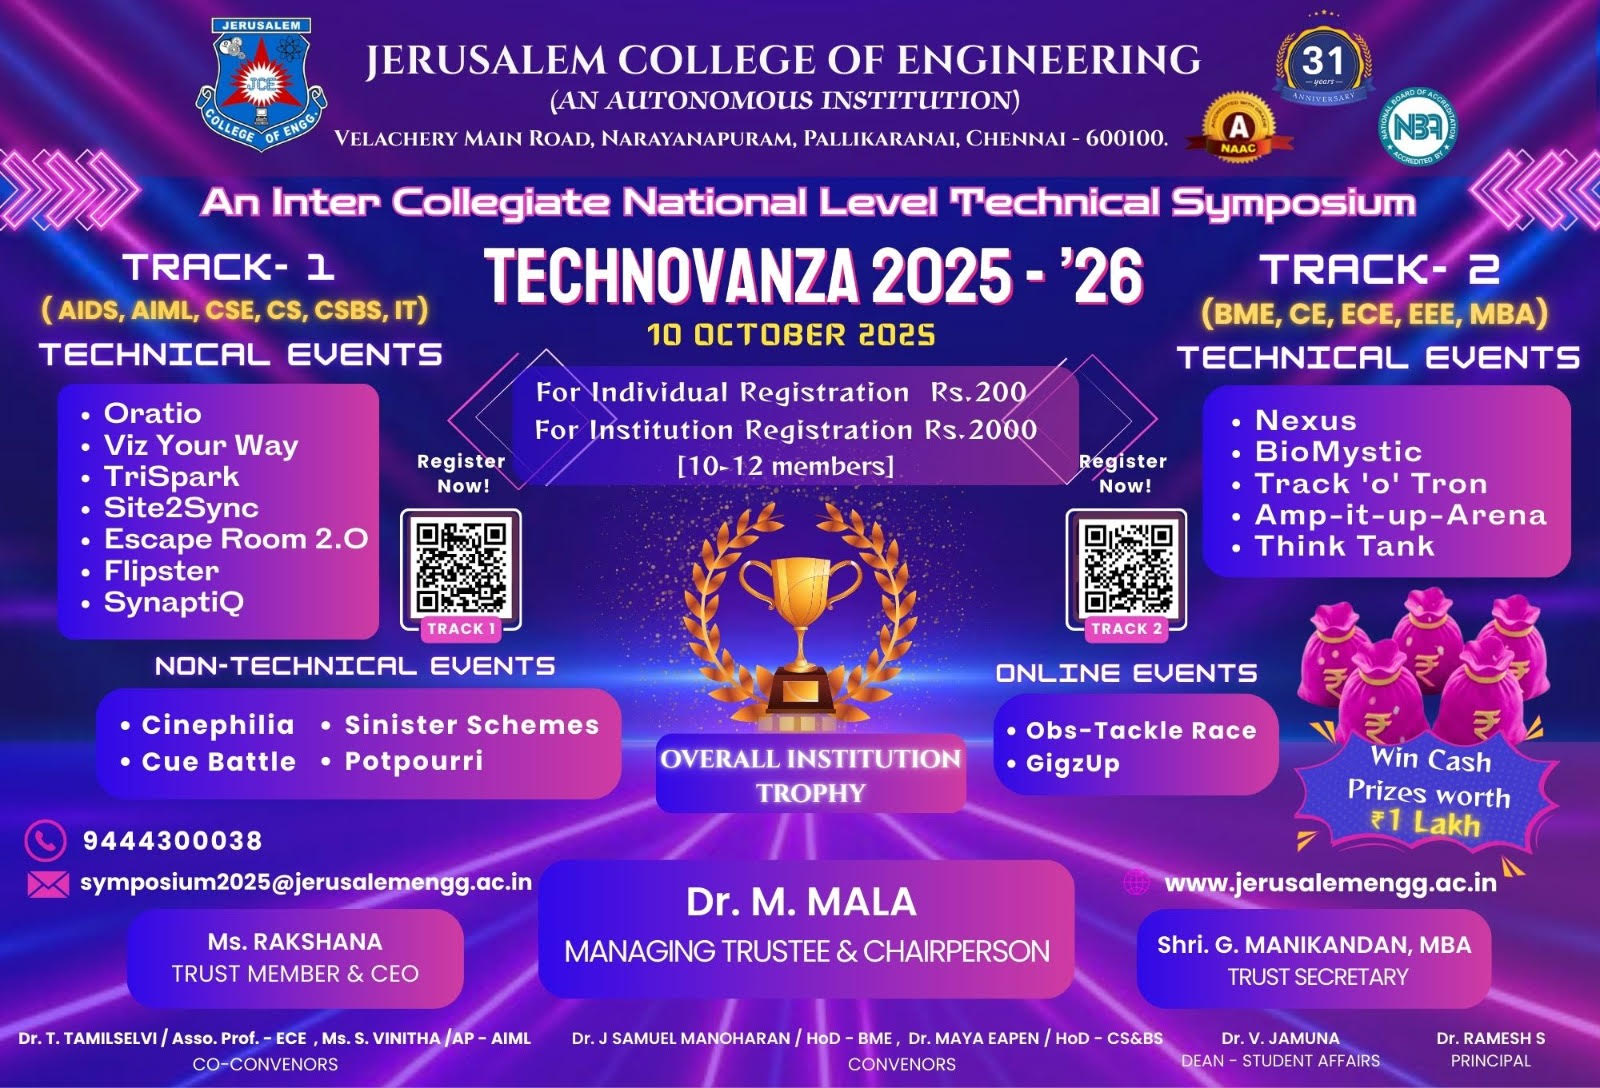 JERUSALEM
JCE
COLLEGE OF ENGG.
JERUSALEM COLLEGE OF ENGINEERING
(AN AUTONOMOUS INSTITUTION)
VELACHERY MAIN ROAD, NARAYANAPURAM, PALLIKARANAI, CHENNAI - 600100.
31
years
ANNIVERSARY
A
NAAC
NATIONAL BOARD OF ACCREDITATION
NBA
ACCREDITED BY
An Inter Collegiate National Level Technical Symposium
TECHNOVANZA 2025 - ’26
10 OCTOBER 2025
For Individual Registration Rs.200
For Institution Registration Rs.2000
[10-12 members]
TRACK- 1
( AIDS, AIML, CSE, CS, CSBS, IT)
TECHNICAL EVENTS
• Oratio
• Viz Your Way
• TriSpark
• Site2Sync
• Escape Room 2.O
• Flipster
• SynaptiQ
Register
Now!
TRACK 1
TRACK- 2
(BME, CE, ECE, EEE, MBA)
TECHNICAL EVENTS
• Nexus
• BioMystic
• Track 'o' Tron
• Amp-it-up-Arena
• Think Tank
Register
Now!
TRACK 2
NON-TECHNICAL EVENTS
• Cinephilia • Sinister Schemes
• Cue Battle • Potpourri
OVERALL INSTITUTION
TROPHY
ONLINE EVENTS
• Obs-Tackle Race
• GigzUp
₹ ₹ ₹ ₹ ₹
Win Cash
Prizes worth
₹1 Lakh
9444300038
symposium2025@jerusalemengg.ac.in
www.jerusalemengg.ac.in
Ms. RAKSHANA
TRUST MEMBER & CEO
Dr. M. MALA
MANAGING TRUSTEE & CHAIRPERSON
Shri. G. MANIKANDAN, MBA
TRUST SECRETARY
Dr. T. TAMILSELVI / Asso. Prof. - ECE , Ms. S. VINITHA /AP - AIML
CO-CONVENORS
Dr. J SAMUEL MANOHARAN / HoD - BME , Dr. MAYA EAPEN / HoD - CS&BS
CONVENORS
Dr. V. JAMUNA
DEAN - STUDENT AFFAIRS
Dr. RAMESH S
PRINCIPAL